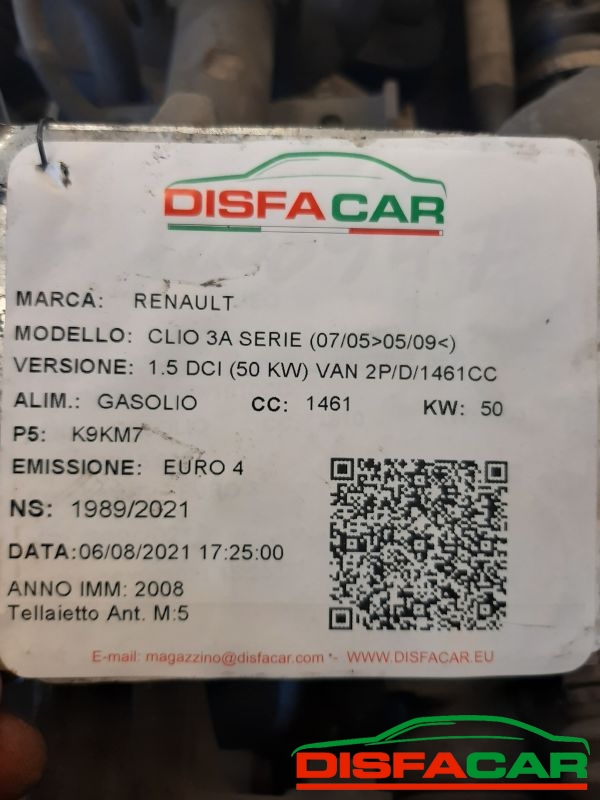 DISFACAR
MARCA: RENAULT
MODELLO: CLIO 3A SERIE (07/05>05/09<)
VERSIONE: 1.5 DCI (50 KW) VAN 2P/D/1461CC
ALIM.: GASOLIO CC: 1461 KW: 50
P5: K9KM7
EMISSIONE: EURO 4
NS: 1989/2021
DATA:06/08/2021 17:25:00
ANNO IMM: 2008
Tellaietto Ant. M:5
E-mail: magazzino@disfacar.com - WWW.DISFACAR.EU
DISFACAR